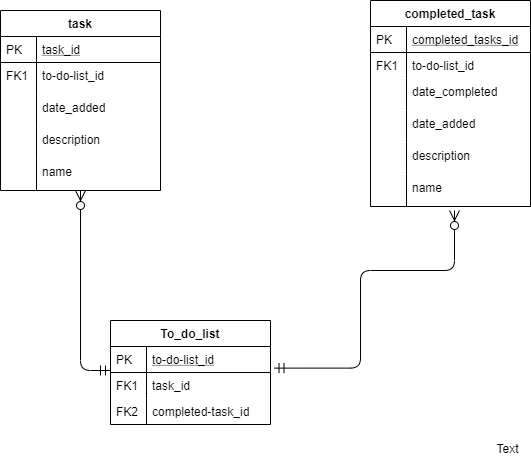 task
PK task_id
FK1 to-do-list_id
date_added
description
name
completed_task
PK completed_tasks_id
FK1 to-do-list_id
date_completed
date_added
description
name
To_do_list
PK to-do-list_id
FK1 task_id
FK2 completed-task_id
Text